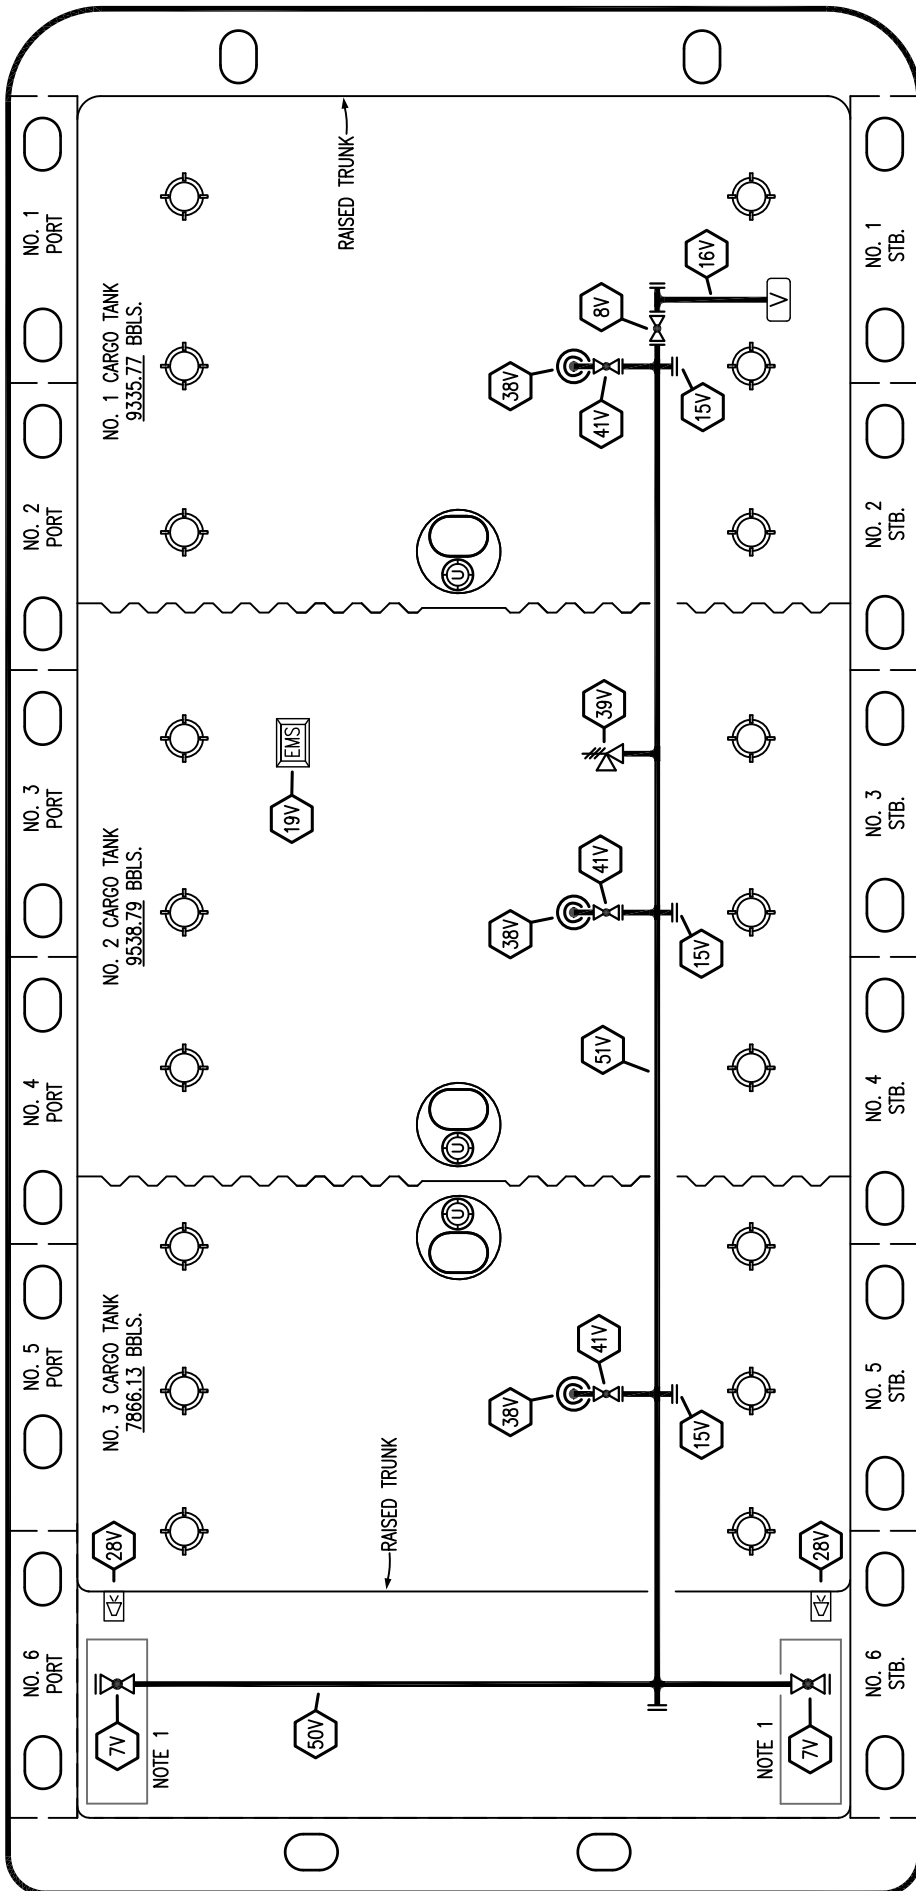 NO. 1
PORT
NO. 2
PORT
NO. 3
PORT
NO. 4
PORT
NO. 5
PORT
NO. 6
PORT
RAISED TRUNK
NO. 1 CARGO TANK
9335.77 BBLS.
16V
V
8V
38V
41V
15V
U
EMS
19V
39V
NO. 2 CARGO TANK
9538.79 BBLS.
41V
38V
15V
51V
U
U
NO. 3 CARGO TANK
7866.13 BBLS.
41V
38V
15V
RAISED TRUNK
28V
28V
7V
NOTE 1
50V
7V
NOTE 1
NO. 1
STB.
NO. 2
STB.
NO. 3
STB.
NO. 4
STB.
NO. 5
STB.
NO. 6
STB.